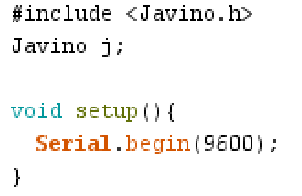 #include <Javino.h>
Javino j;

void setup(){
  Serial.begin(9600);
}